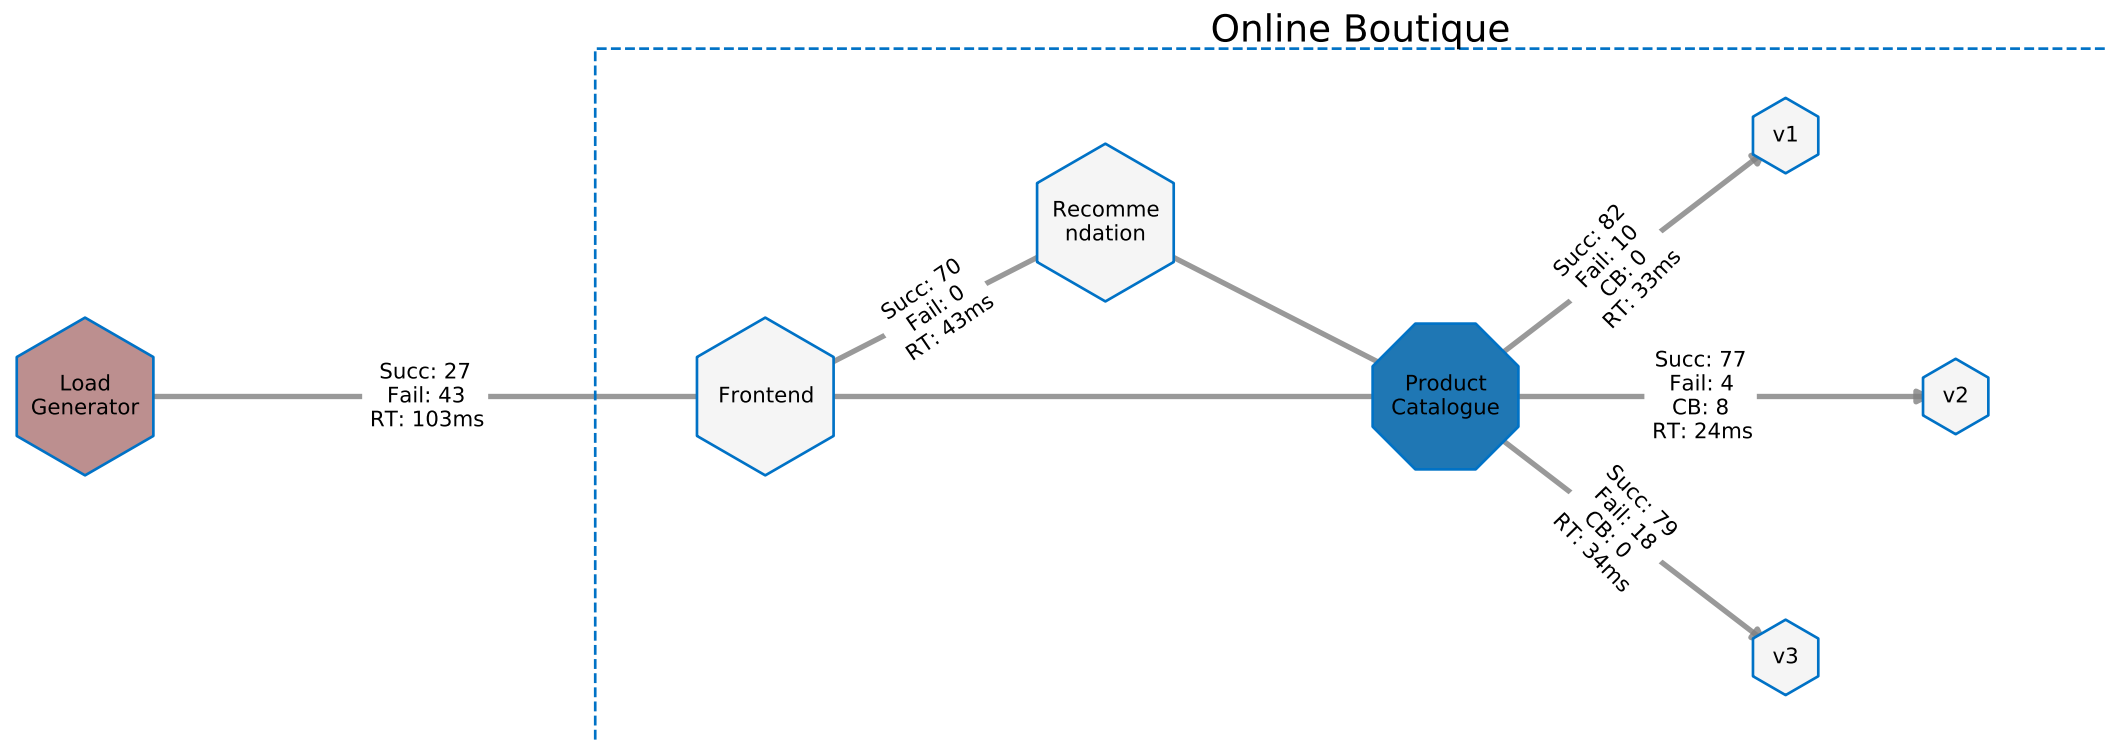 Online Boutique
Load
Generator
Succ: 27
Fail: 43
RT: 103ms
Frontend
Succ: 70
Fail: 0
RT: 43ms
Recomme
ndation
Product
Catalogue
Succ: 82
Fail: 10
CB: 0
RT: 33ms
v1
Succ: 77
Fail: 4
CB: 8
RT: 24ms
v2
Succ: 79
Fail: 18
CB: 0
RT: 34ms
v3